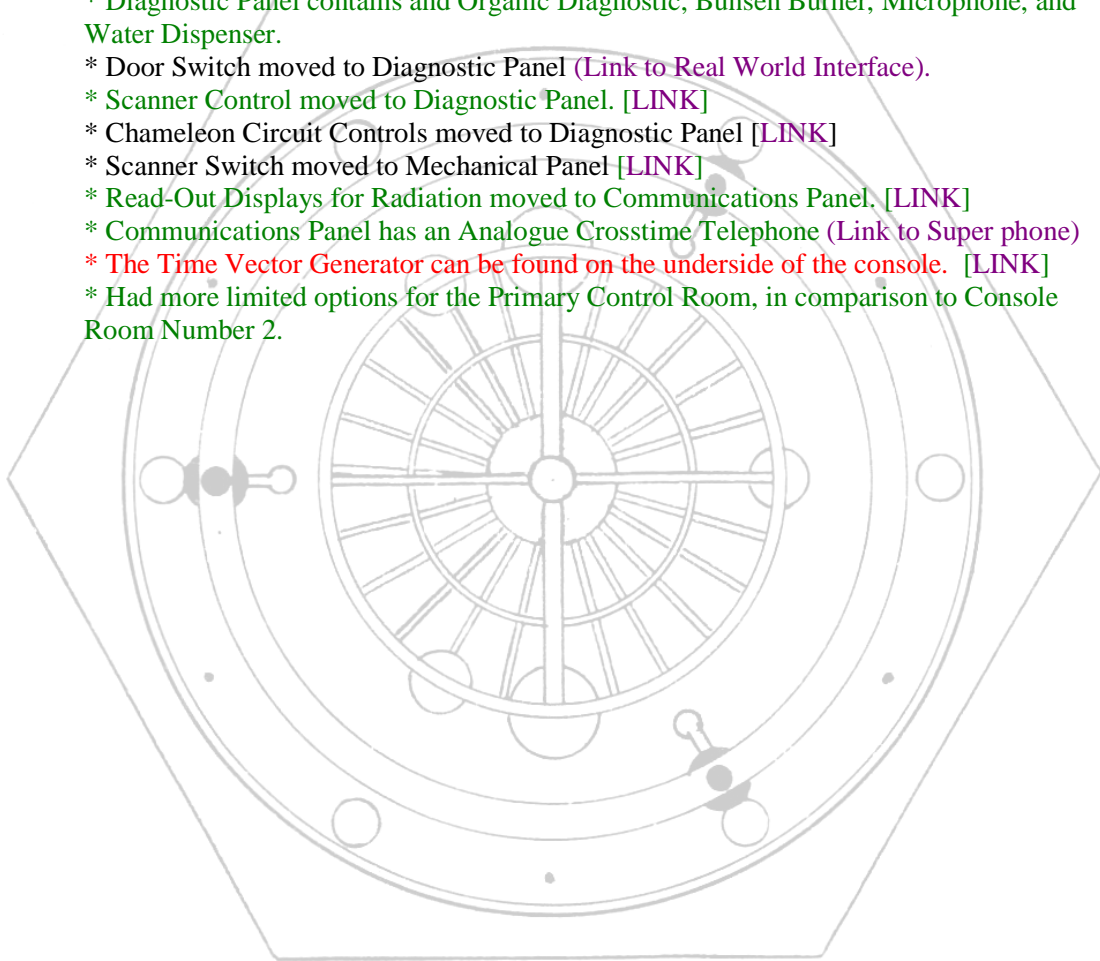 * Diagnostic Panel contains and Organic Diagnostic, Bunsen Burner, Microphone, and
Water Dispenser.
* Door Switch moved to Diagnostic Panel (Link to Real World Interface).
* Scanner Control moved to Diagnostic Panel. [LINK]
* Chameleon Circuit Controls moved to Diagnostic Panel [LINK]
* Scanner Switch moved to Mechanical Panel [LINK]
* Read-Out Displays for Radiation moved to Communications Panel. [LINK]
* Communications Panel has an Analogue Crosstime Telephone (Link to Super phone)
* The Time Vector Generator can be found on the underside of the console.  [LINK]
* Had more limited options for the Primary Control Room, in comparison to Console
Room Number 2.